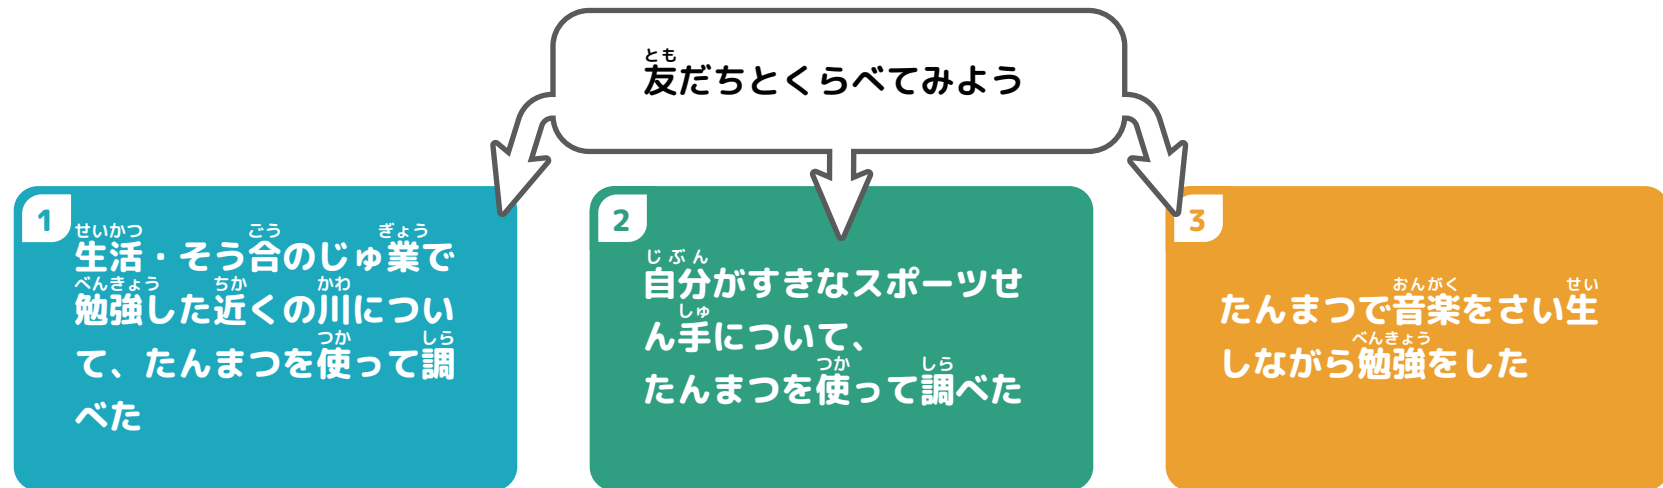 とも
友だちとくらべてみよう
1
せいかつ ごう ぎょう
生活・そう合のじゅ業で
べんきょう ちか かわ
勉強した近くの川につい
つか しら
て、たんまつを使って調
べた
2
じぶん
自分がすきなスポーツせ
しゅ
ん手について、
つか しら
たんまつを使って調べた
3
おんがく せい
たんまつで音楽をさい生
べんきょう
しながら勉強をした